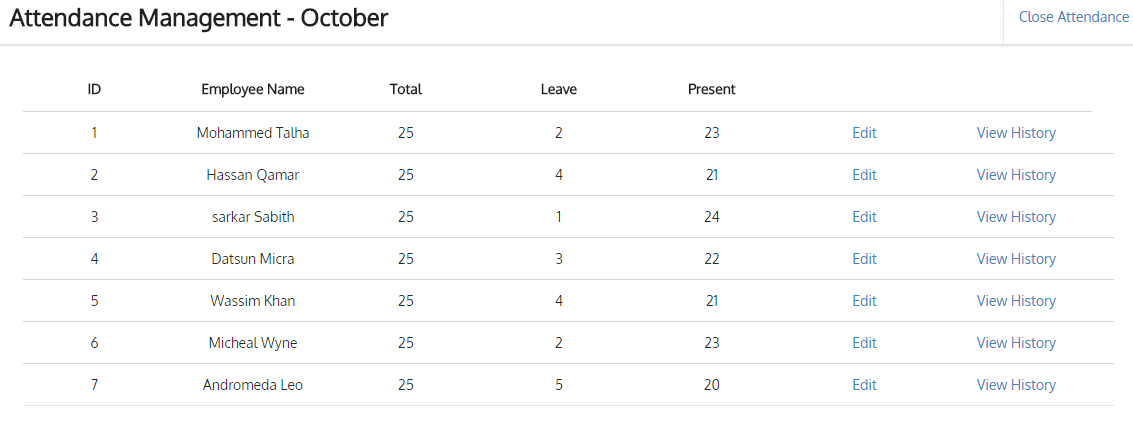 Attendance Management - October Close Attendance
ID Employee Name Total Leave Present
1 Mohammed Talha 25 2 23 Edit View History
2 Hassan Qamar 25 4 21 Edit View History
3 sarkar Sabith 25 1 24 Edit View History
4 Datsun Micra 25 3 22 Edit View History
5 Wassim Khan 25 4 21 Edit View History
6 Micheal Wyne 25 2 23 Edit View History
7 Andromeda Leo 25 5 20 Edit View History